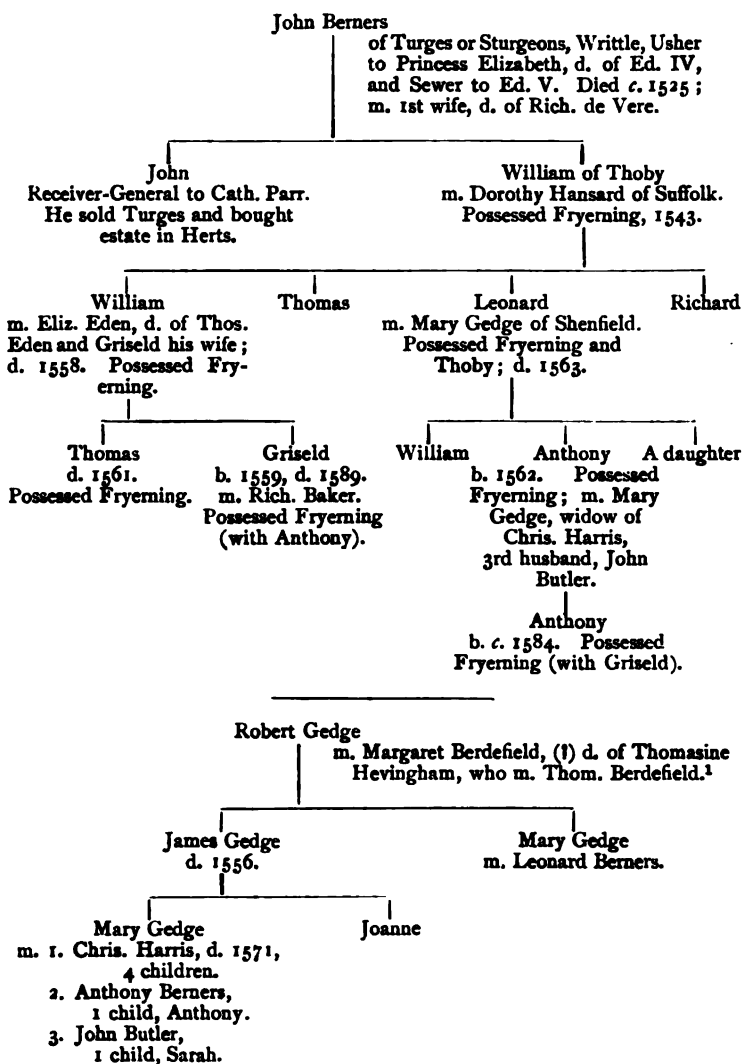 John Berners
of Turges or Sturgeons, Writtle, Usher
to Princess Elizabeth, d. of Ed. IV,
and Sewer to Ed. V. Died c. 1525;
m. 1st wife, d. of Rich. de Vere.
John
Receiver-General to Cath. Parr.
He sold Turges and bought
estate in Herts.
William of Thoby
m. Dorothy Hansard of Suffolk.
Possessed Fryerning, 1543.
William
m. Eliz. Eden, d. of Thos.
Eden and Griseld his wife;
d. 1558. Possessed Fry-
erning.
Thomas
Leonard
m. Mary Gedge of Shenfield.
Possessed Fryerning and
Thoby; d. 1563.
Richard
Thomas
d. 1561.
Possessed Fryerning.
Griseld
b. 1559, d. 1589.
m. Rich. Baker.
Possessed Fryerning
(with Anthony).
William
Anthony
b. 1562. Possessed
Fryerning; m. Mary
Gedge, widow of
Chris. Harris,
3rd husband, John
Butler.
A daughter
Anthony
b. c. 1584. Possessed
Fryerning (with Griseld).
Robert Gedge
m. Margaret Berdefield, (?) d. of Thomasine
Hevingham, who m. Thom. Berdefield.¹
James Gedge
d. 1556.
Mary Gedge
m. Leonard Berners.
Mary Gedge
m. 1. Chris. Harris, d. 1571,
4 children.
2. Anthony Berners,
1 child, Anthony.
3. John Butler,
1 child, Sarah.
Joanne